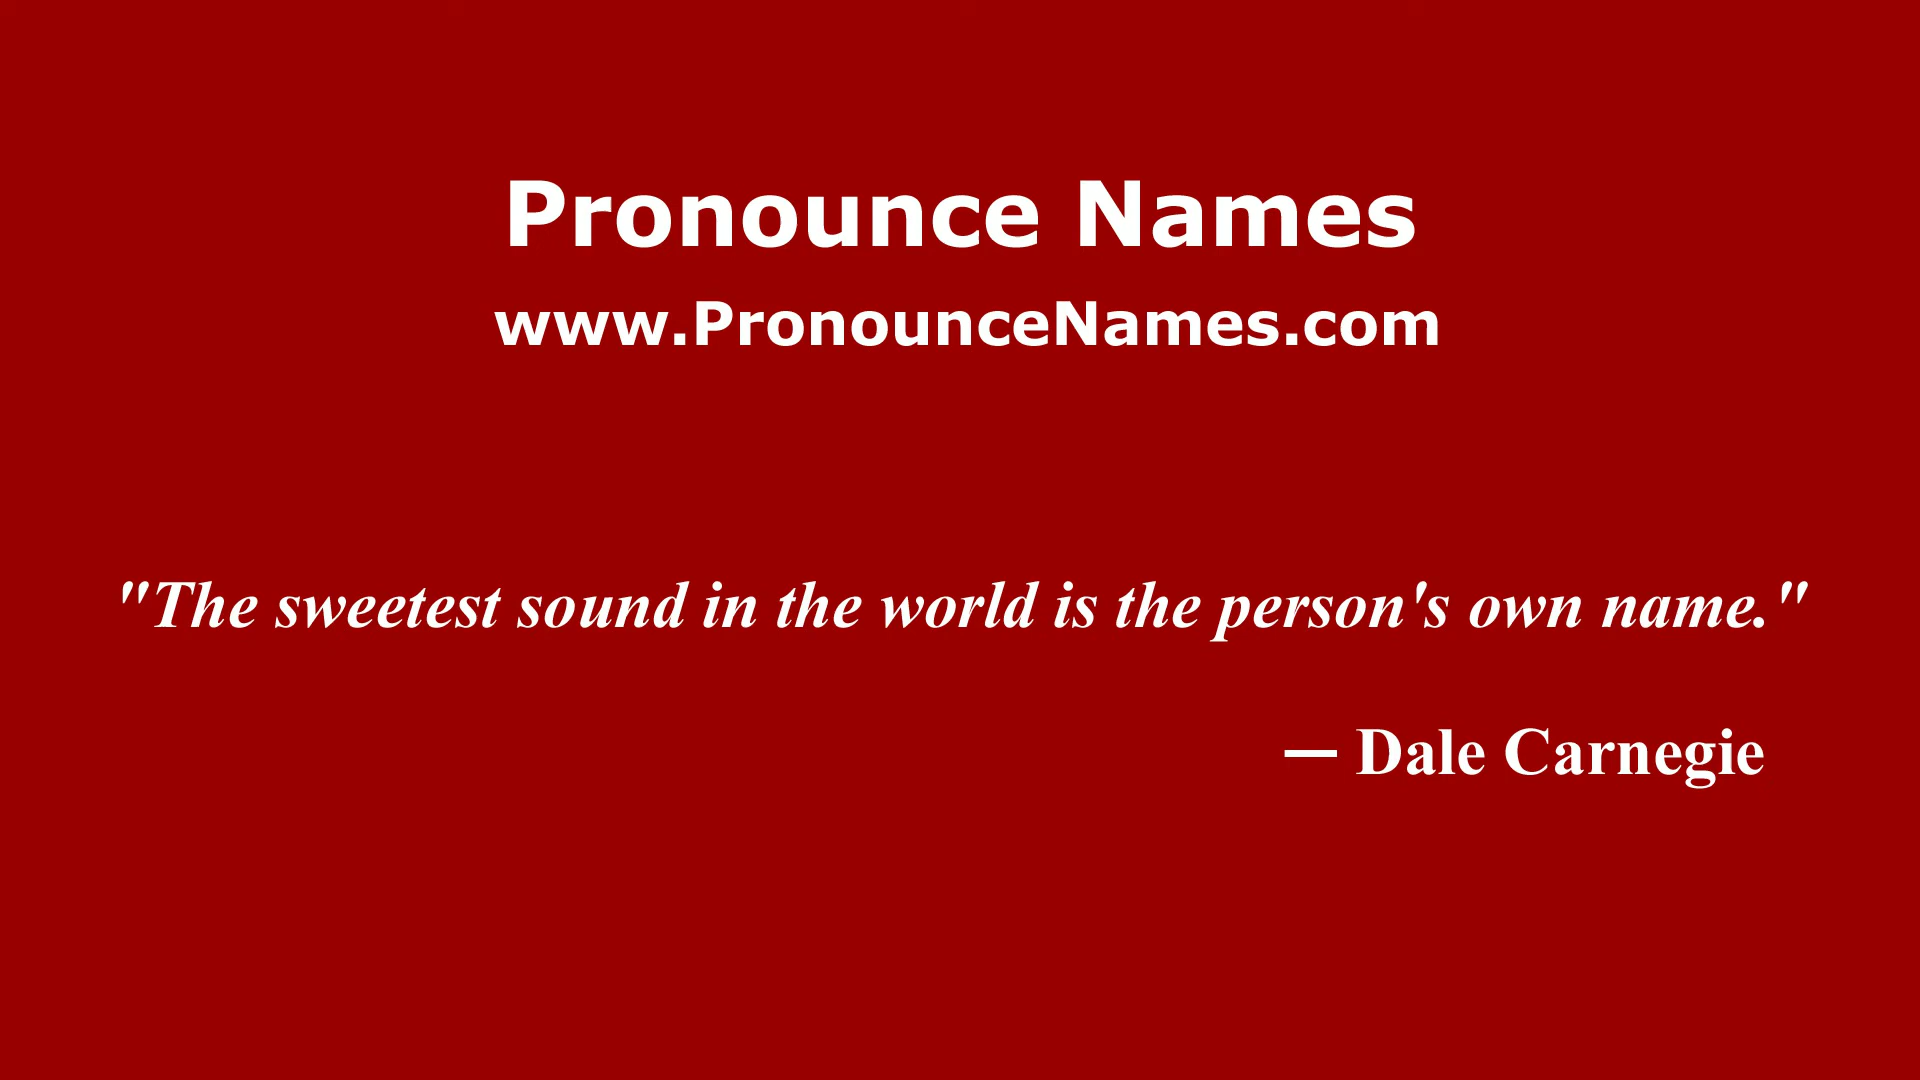 Pronounce Names
www.PronounceNames.com
"The sweetest sound in the world is the person's own name."
— Dale Carnegie